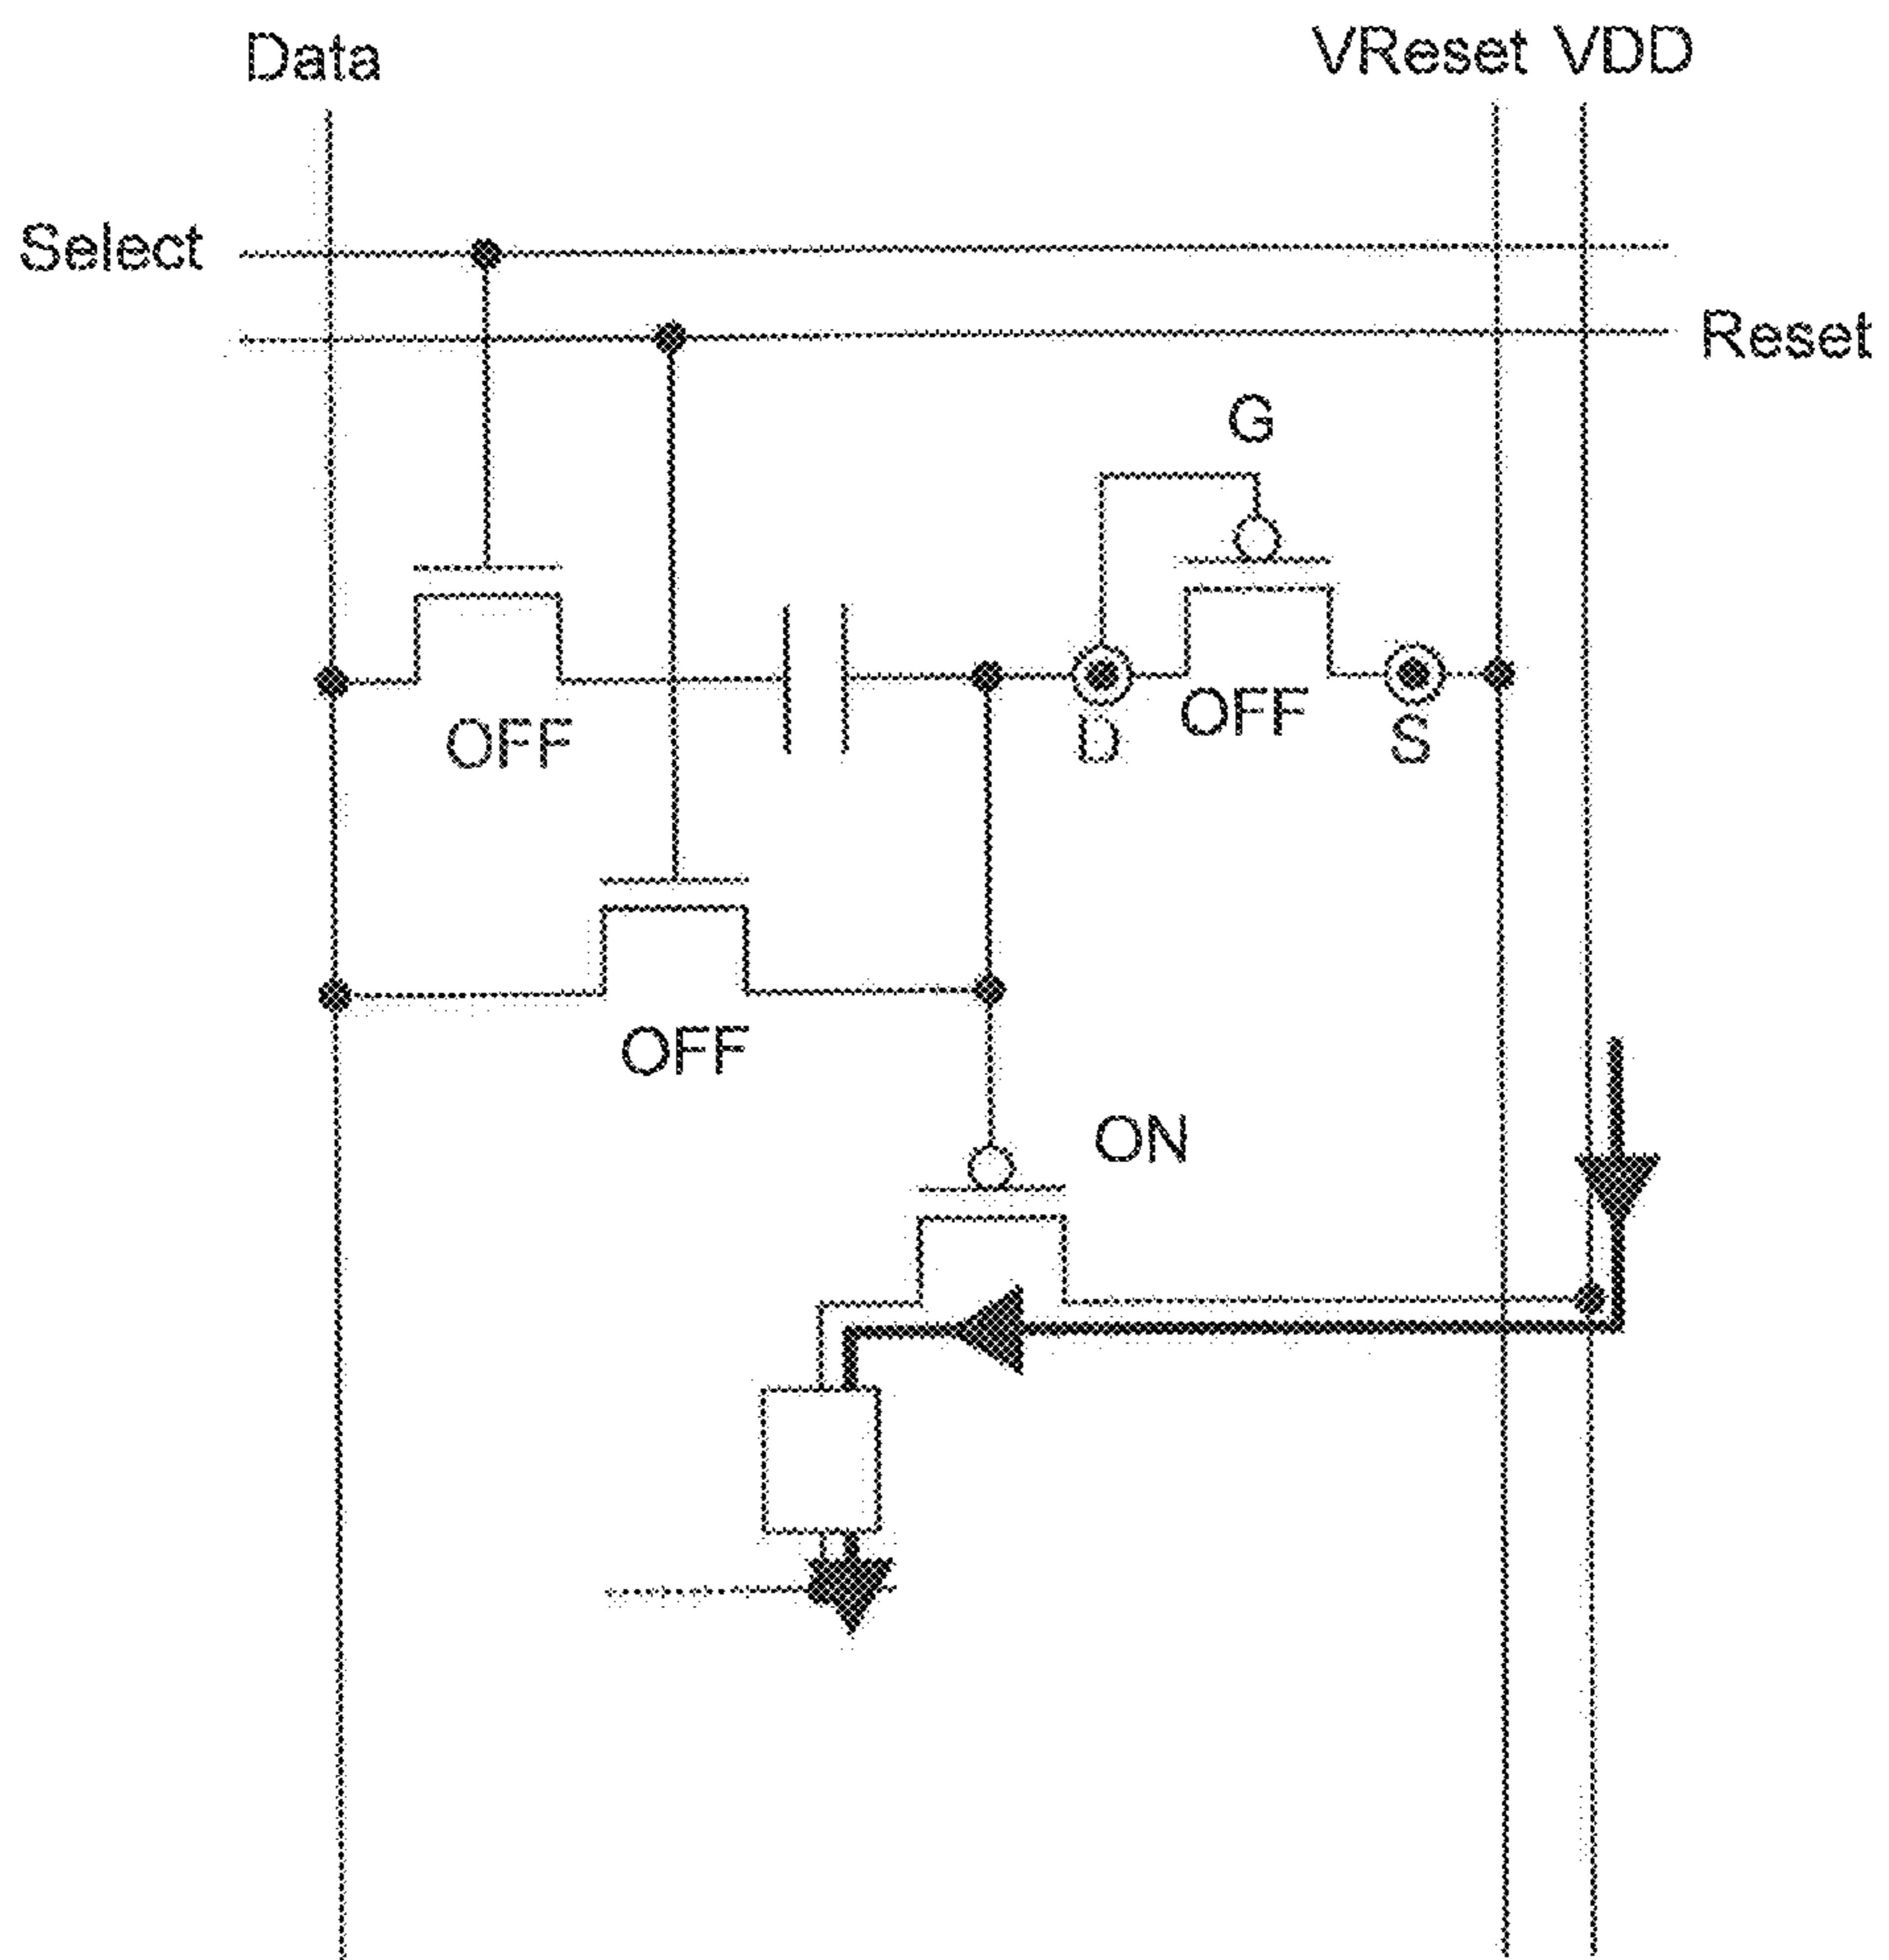 Data
VReset VDD
Select
Reset
G
OFF
D
OFF
S
OFF
ON